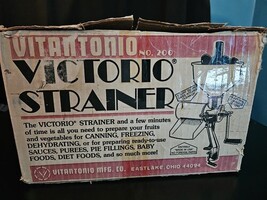 VITANTONIO NO. 200
VICTORIO®
STRAINER
The VICTORIO® STRAINER and a few minutes
of time is all you need to prepare your fruits
and vegetables for CANNING, FREEZING,
DEHYDRATING, or for preparing ready-to-use
SAUCES, PUREES, PIE FILLINGS, BABY
FOODS, DIET FOODS, and so much more!
VITANTONIO MFG. CO. EASTLAKE, OHIO 44094